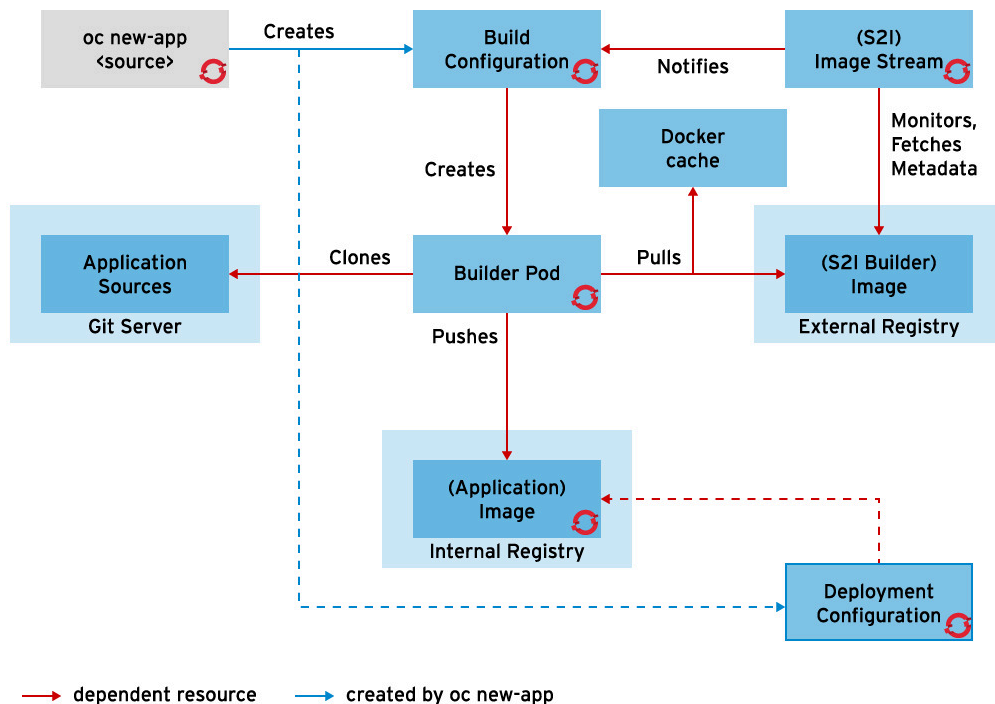 oc new-app
<source>
Creates
Build
Configuration
Notifies
(S2I)
Image Stream
Monitors,
Fetches
Metadata
Docker
cache
Creates
Application
Sources
Git Server
Clones
Builder Pod
Pulls
(S2I Builder)
Image
External Registry
Pushes
(Application)
Image
Internal Registry
Deployment
Configuration
dependent resource
created by oc new-app